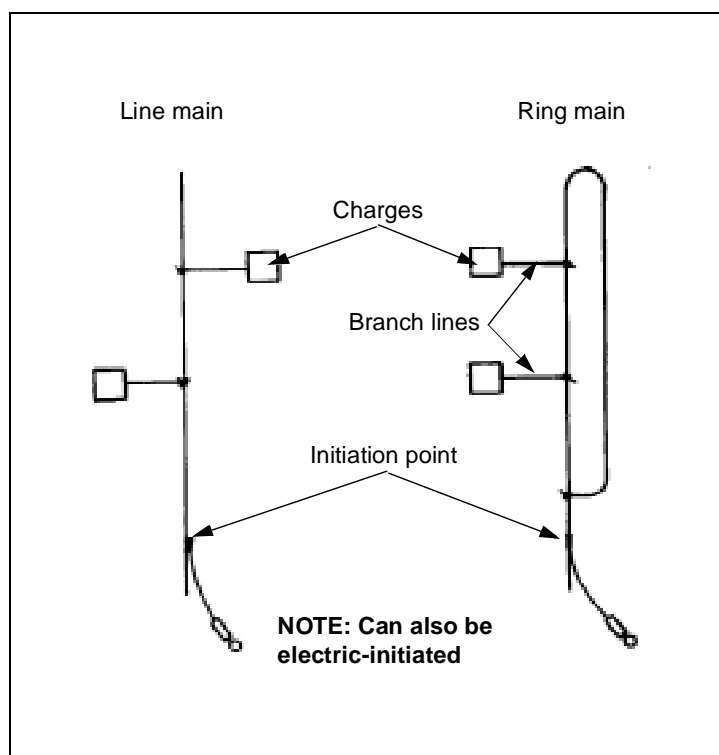 Line main
Ring main
Charges
Branch lines
Initiation point
NOTE: Can also be
electric-initiated